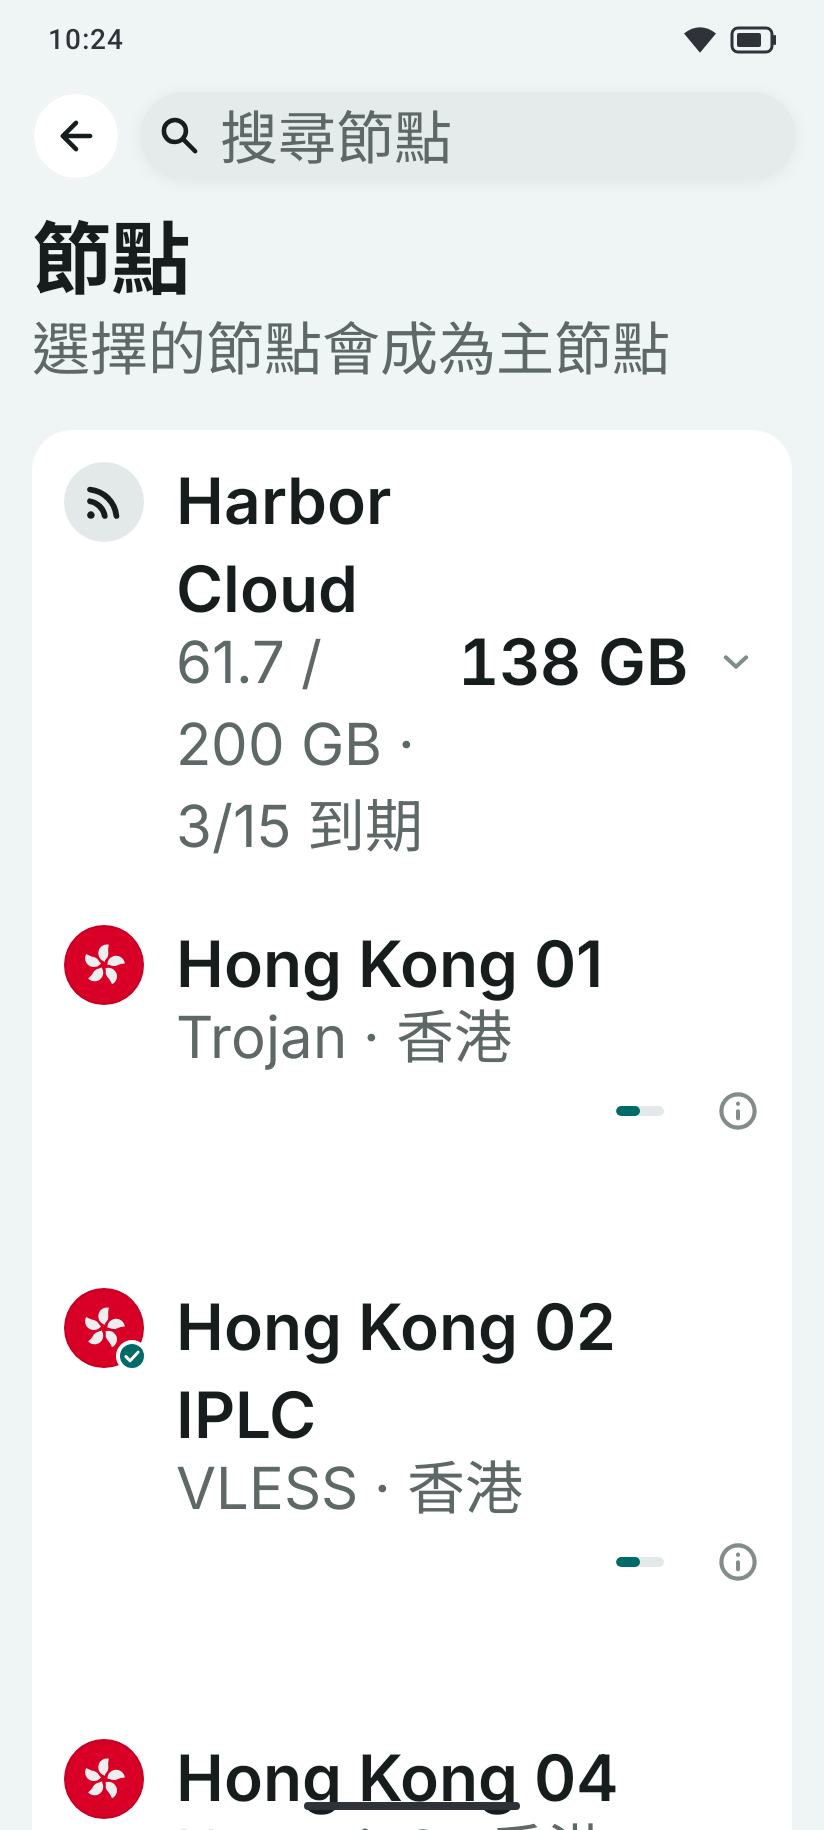 10:24
搜尋節點
節點
選擇的節點會成為主節點
Harbor
Cloud
61.7 /
200 GB ·
3/15 到期
138 GB
Hong Kong 01
Trojan · 香港
Hong Kong 02
IPLC
VLESS · 香港
Hong Kong 04